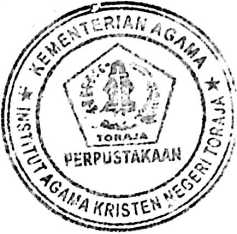 KEMENTERIAN AGAMA
TORAJA
PERPUSTAKAAN
INSTITUT AGAMA KRISTEN NEGERI TORAJA